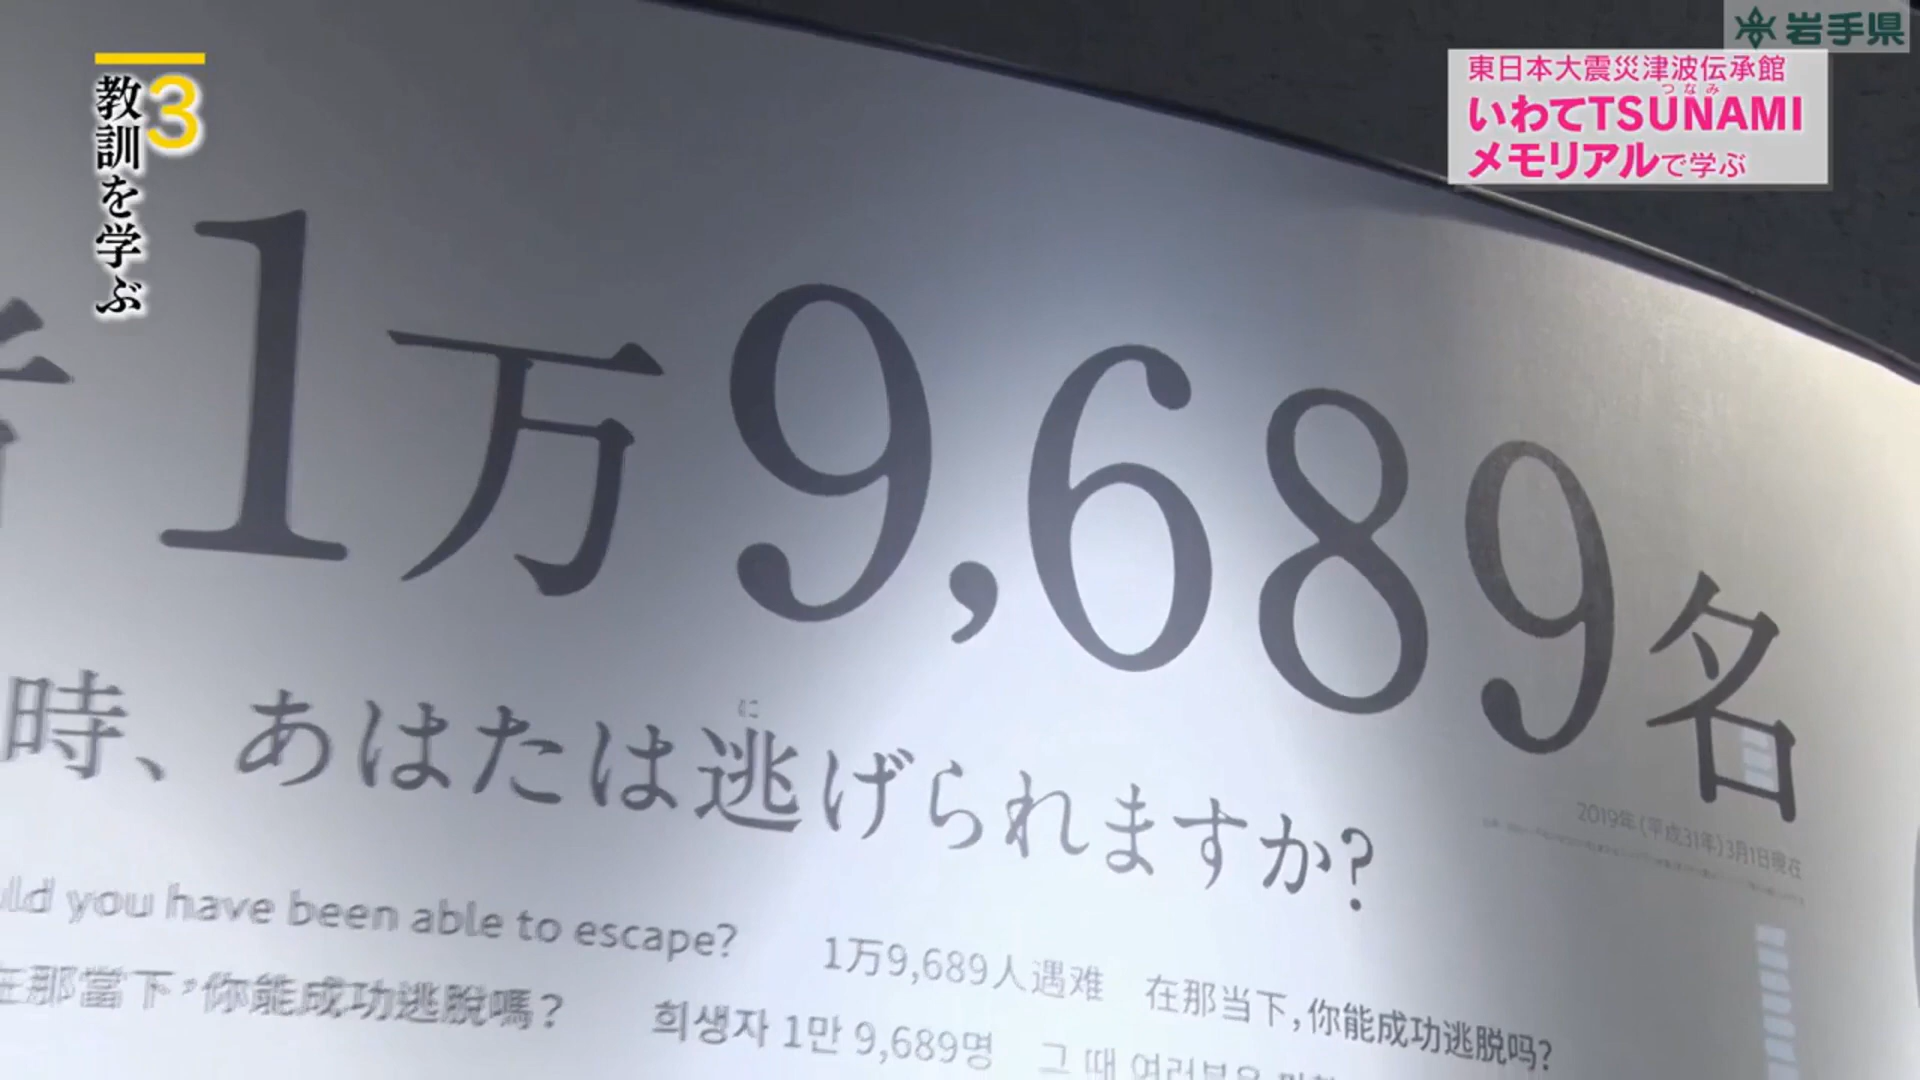 岩手県
東日本大震災津波伝承館
つなみ
いわてTSUNAMI
メモリアルで学ぶ
3
教訓を学ぶ
1万9,689名
に
時、あはたは逃げられますか?
2019年(平成31年)3月1日現在
you have been able to escape?
1万9,689人遇难 在那当下,你能成功逃脱吗?
在那當下,你能成功逃脫嗎?
희생자 1만 9,689명 그 때 여러분은